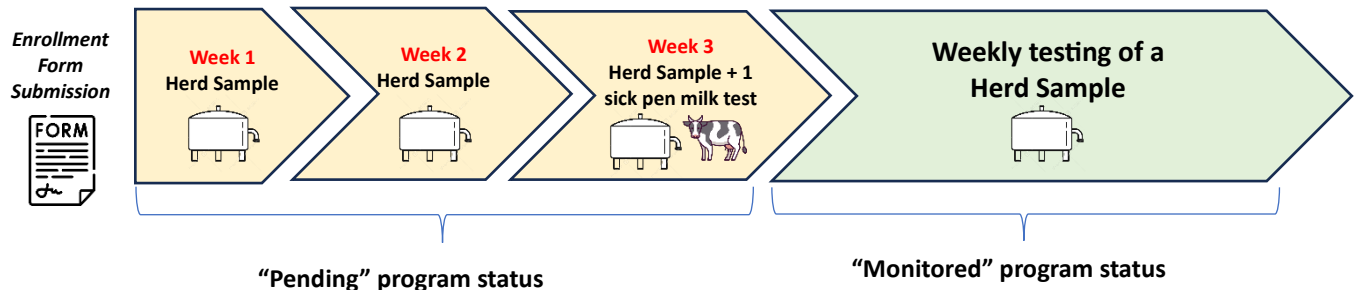 Enrollment
Form
Submission
FORM
Week 1
Herd Sample
Week 2
Herd Sample
Week 3
Herd Sample + 1
sick pen milk test
Weekly testing of a
Herd Sample
“Pending” program status
“Monitored” program status